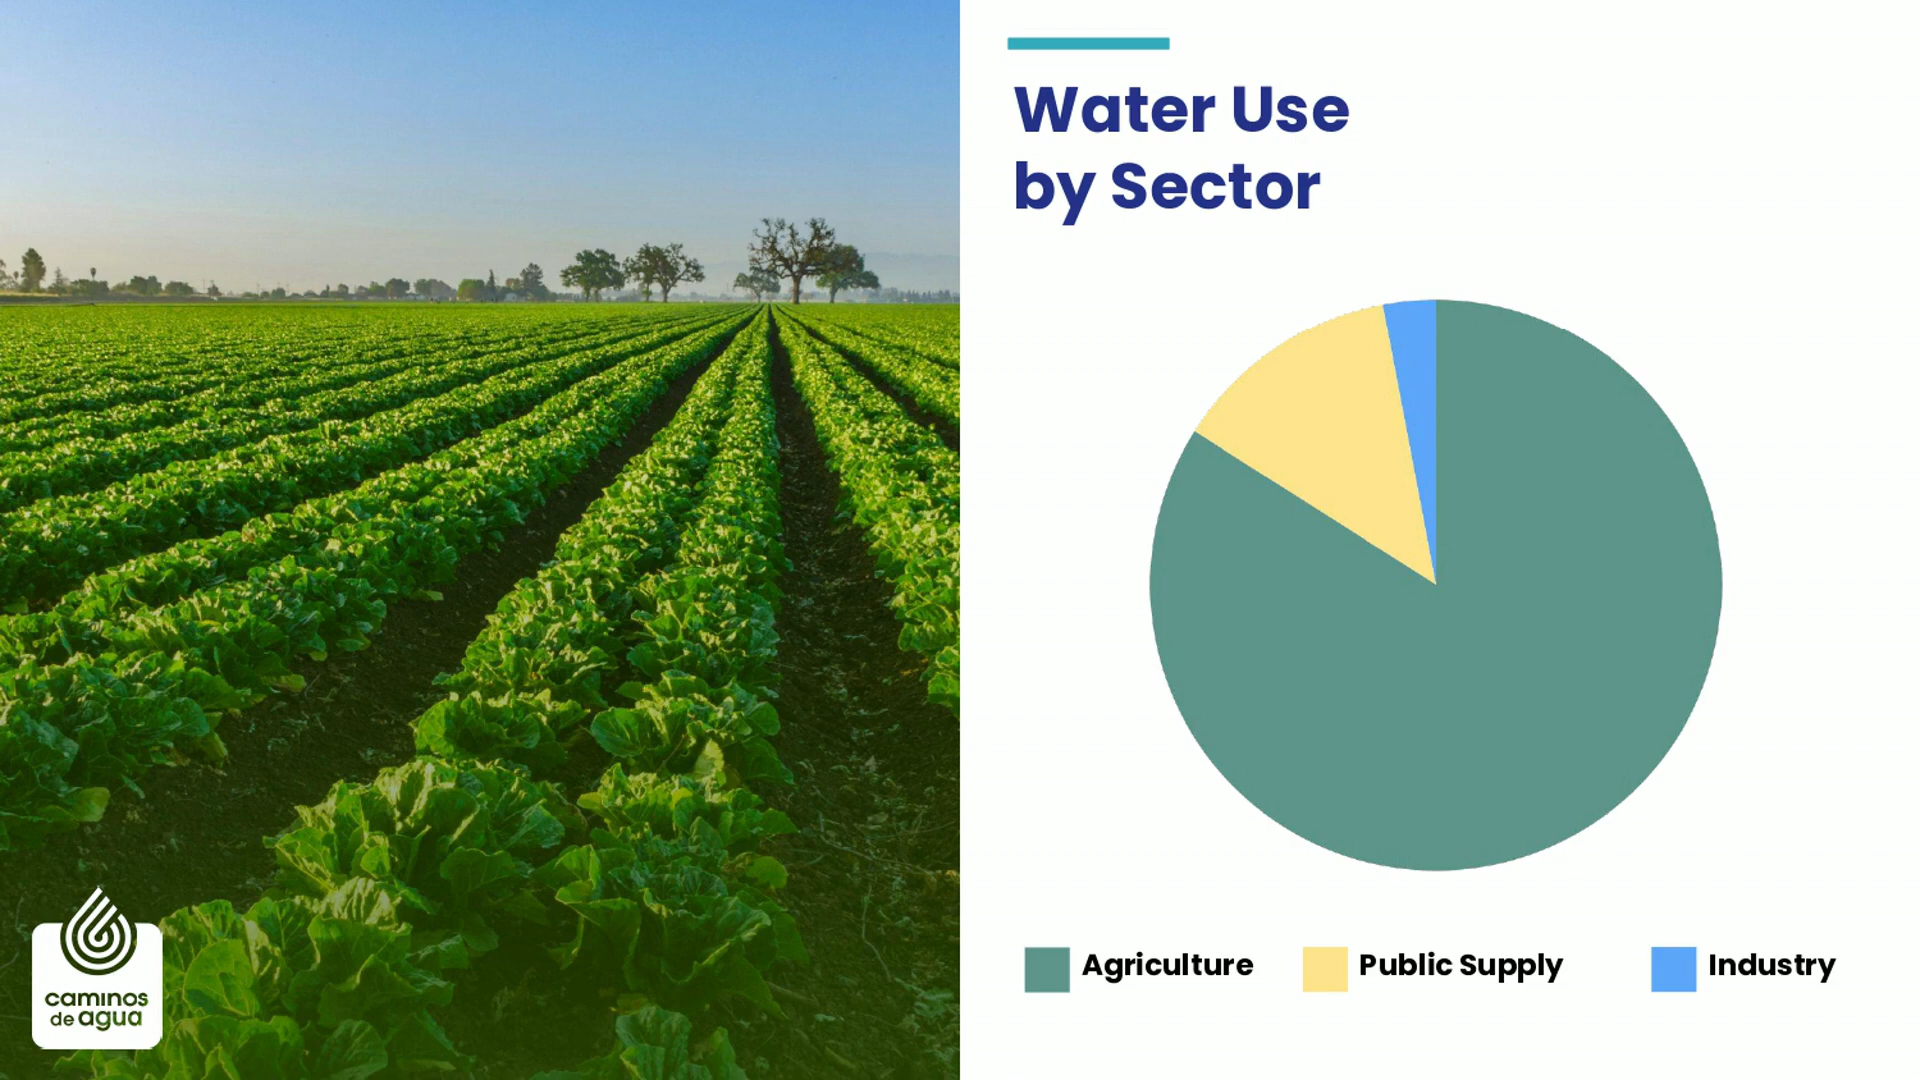 Water Use
by Sector
Agriculture
Public Supply
Industry
caminos
de agua